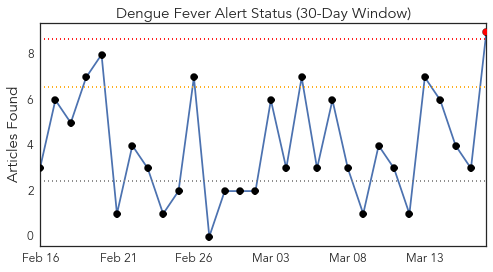 Dengue Fever Alert Status (30-Day Window)
Articles Found
8
6
4
2
0
Feb 16 Feb 21 Feb 26 Mar 03 Mar 08 Mar 13